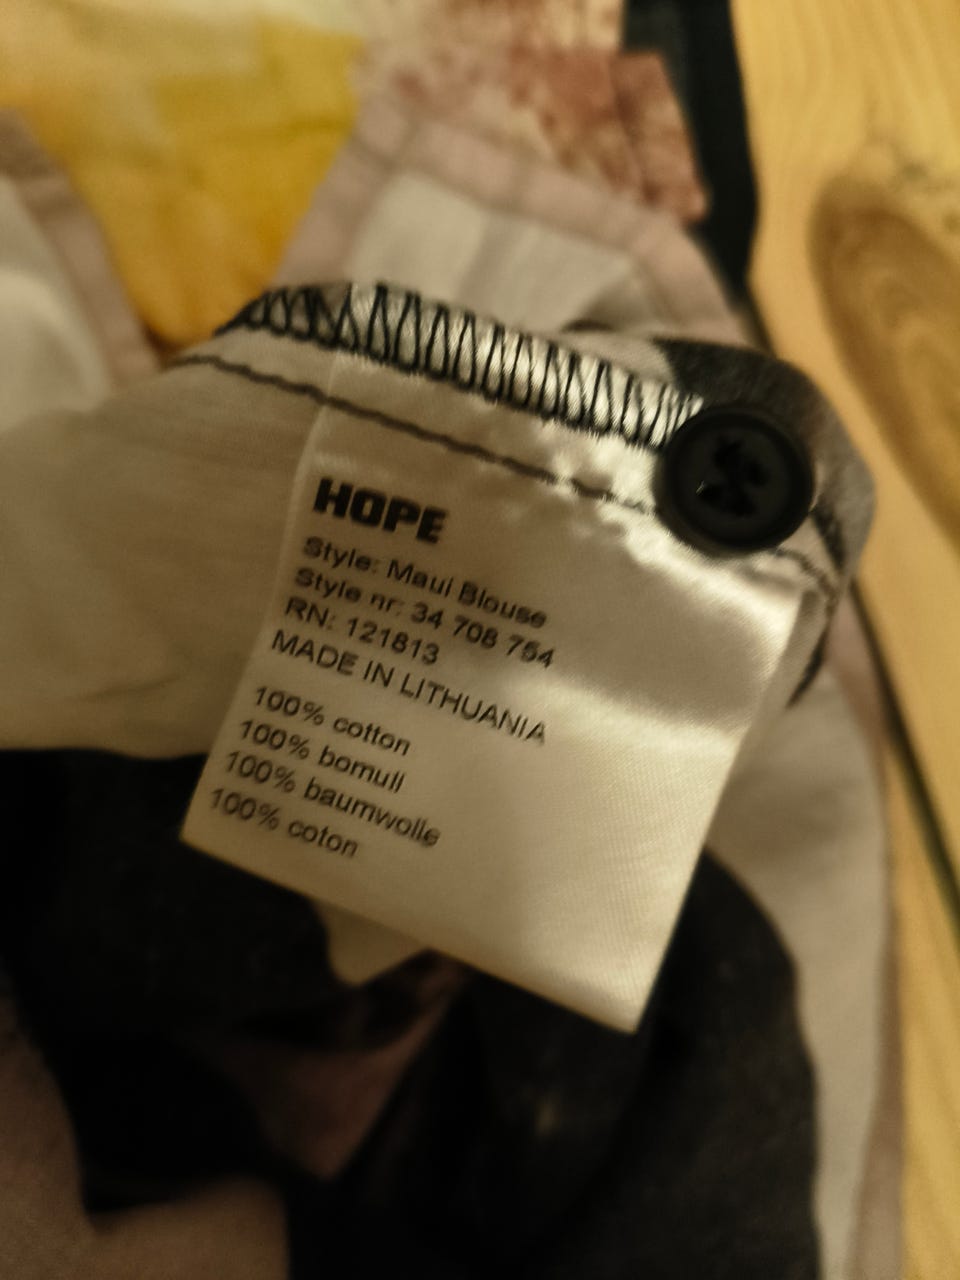 HOPE
Style: Maui Blouse
Style nr: 34 708 754
RN: 121813
MADE IN LITHUANIA
100% cotton
100% bomull
100% baumwolle
100% coton